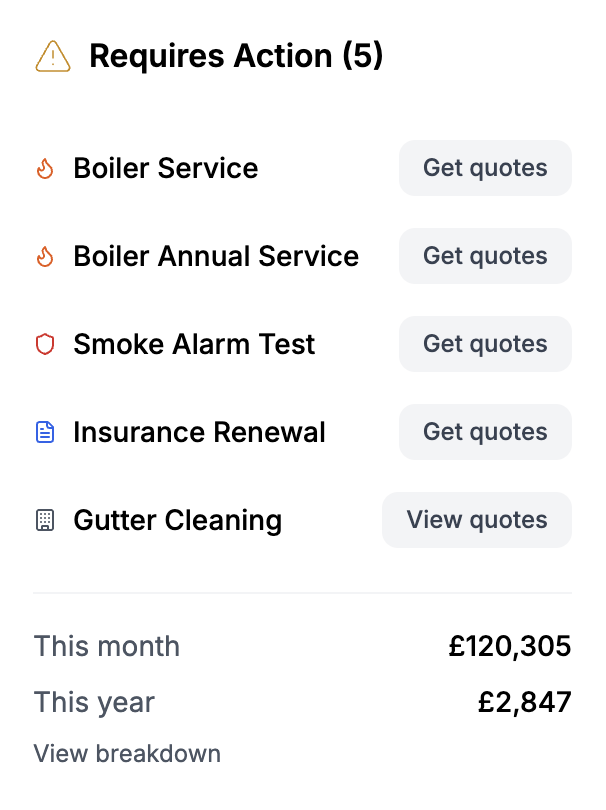 Requires Action (5)
Boiler Service Get quotes
Boiler Annual Service Get quotes
Smoke Alarm Test Get quotes
Insurance Renewal Get quotes
Gutter Cleaning View quotes
This month £120,305
This year £2,847
View breakdown